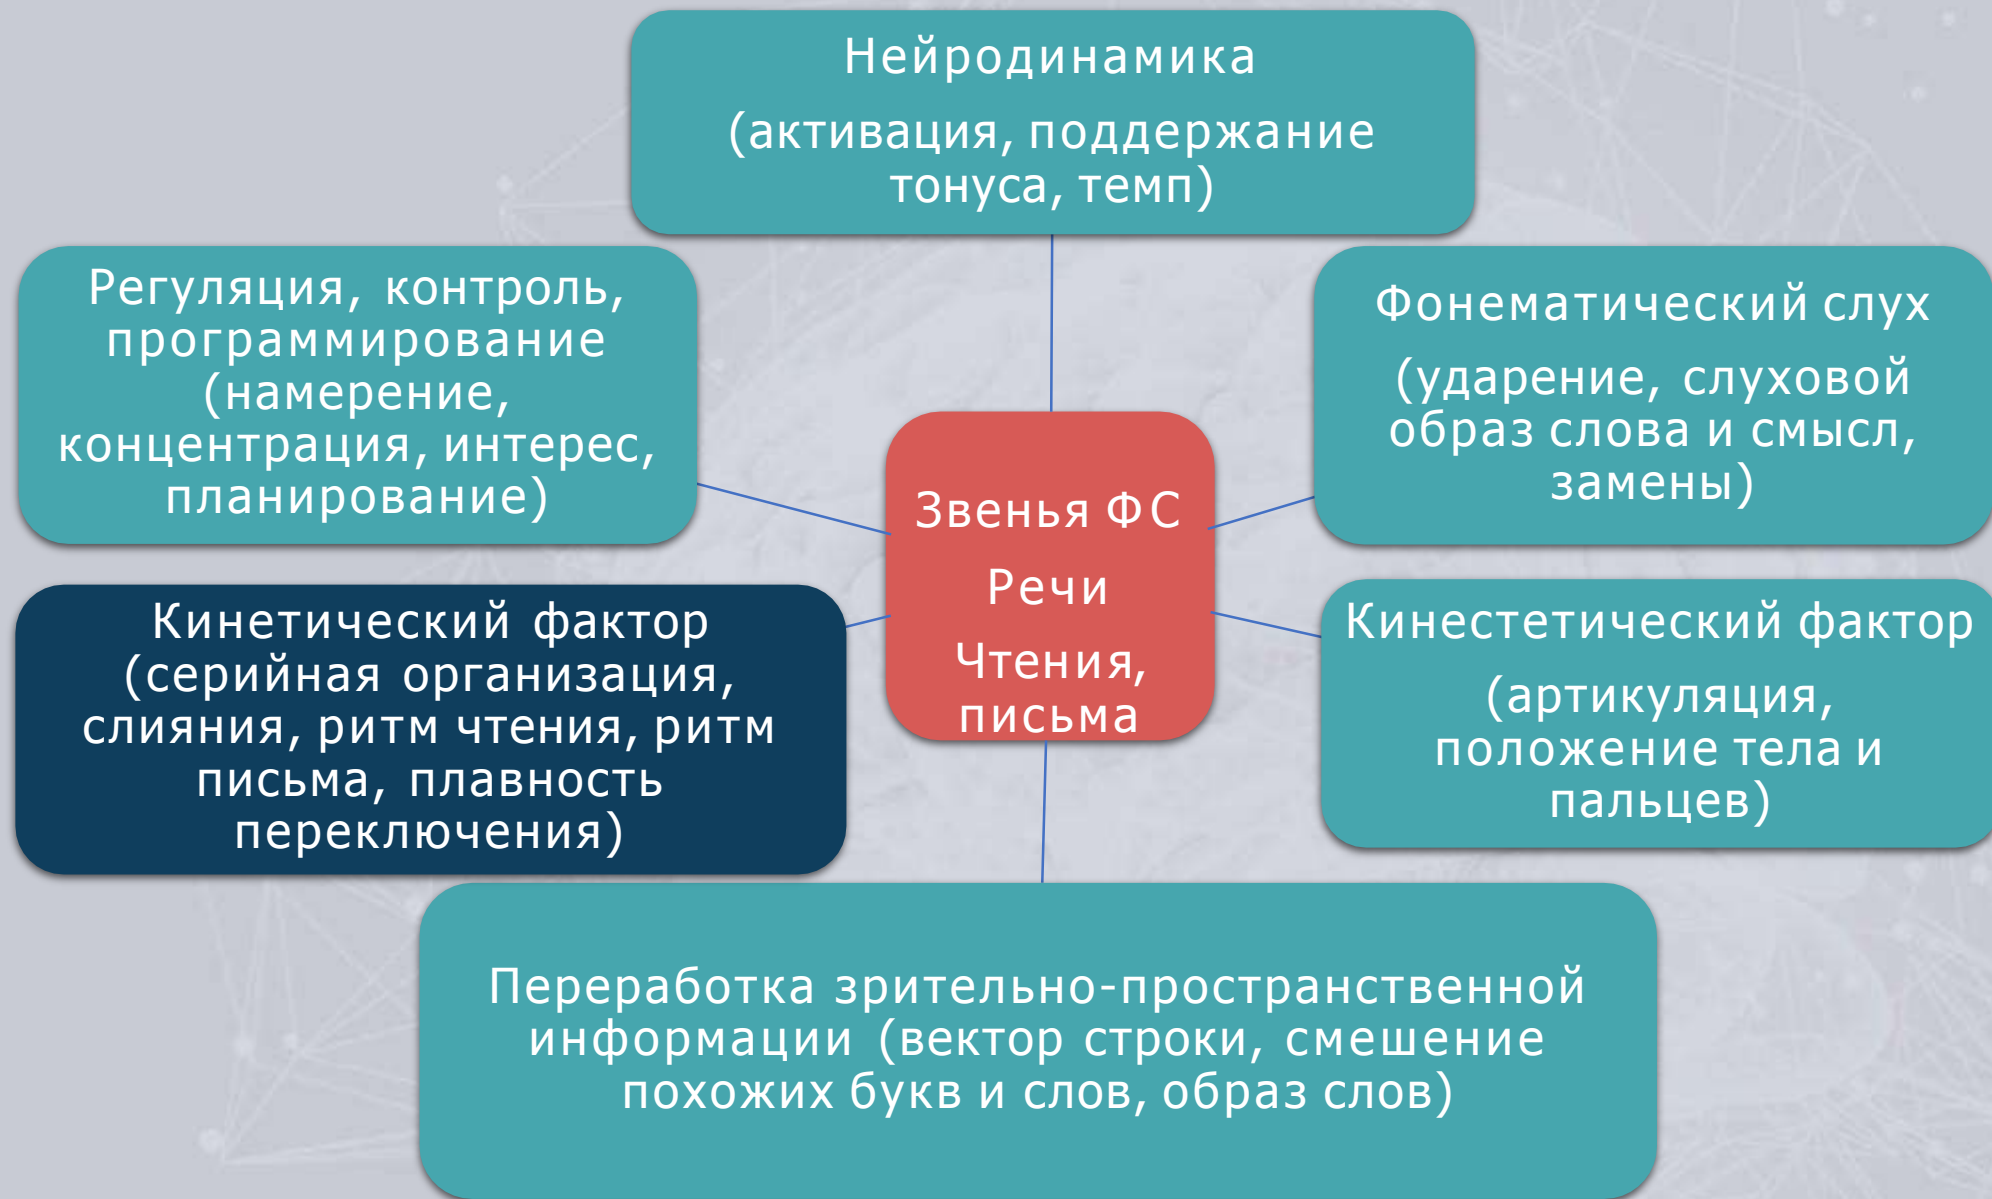 Нейродинамика
(активация, поддержание
тонуса, темп)
Регуляция, контроль,
программирование
(намерение,
концентрация, интерес,
планирование)
Фонематический слух
(ударение, слуховой
образ слова и смысл,
замены)
Звенья ФС
Речи
Чтения,
письма
Кинетический фактор
(серийная организация,
слияния, ритм чтения, ритм
письма, плавность
переключения)
Кинестетический фактор
(артикуляция,
положение тела и
пальцев)
Переработка зрительно-пространственной
информации (вектор строки, смешение
похожих букв и слов, образ слов)